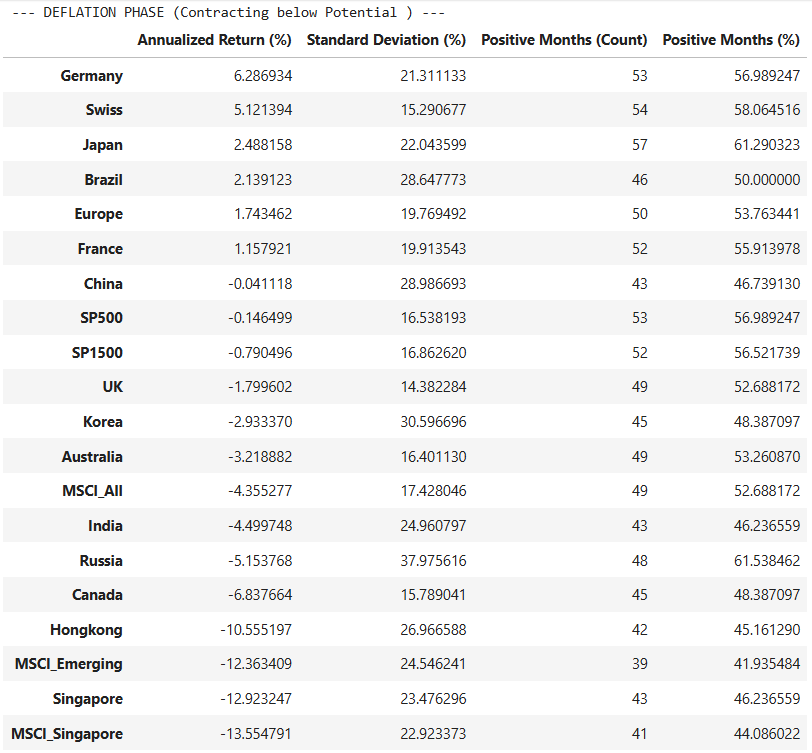 --- DEFLATION PHASE (Contracting below Potential ) ---
Annualized Return (%) Standard Deviation (%) Positive Months (Count) Positive Months (%)
Germany 6.286934 21.311133 53 56.989247
Swiss 5.121394 15.290677 54 58.064516
Japan 2.488158 22.043599 57 61.290323
Brazil 2.139123 28.647773 46 50.000000
Europe 1.743462 19.769492 50 53.763441
France 1.157921 19.913543 52 55.913978
China -0.041118 28.986693 43 46.739130
SP500 -0.146499 16.538193 53 56.989247
SP1500 -0.790496 16.862620 52 56.521739
UK -1.799602 14.382284 49 52.688172
Korea -2.933370 30.596696 45 48.387097
Australia -3.218882 16.401130 49 53.260870
MSCI_All -4.355277 17.428046 49 52.688172
India -4.499748 24.960797 43 46.236559
Russia -5.153768 37.975616 48 61.538462
Canada -6.837664 15.789041 45 48.387097
Hongkong -10.555197 26.966588 42 45.161290
MSCI_Emerging -12.363409 24.546241 39 41.935484
Singapore -12.923247 23.476296 43 46.236559
MSCI_Singapore -13.554791 22.923373 41 44.086022